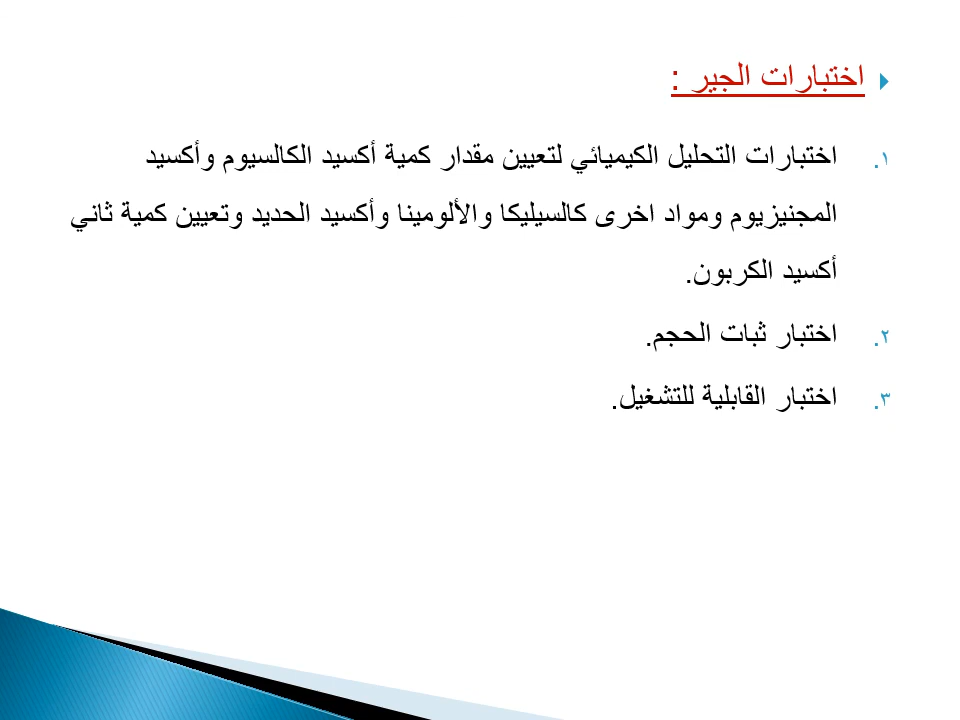 اختبارات الجير :
١. اختبارات التحليل الكيميائي لتعيين مقدار كمية أكسيد الكالسيوم وأكسيد
المجنيزيوم ومواد اخرى كالسيليكا والألومينا وأكسيد الحديد وتعيين كمية ثاني
أكسيد الكربون.
٢. اختبار ثبات الحجم.
٣. اختبار القابلية للتشغيل.